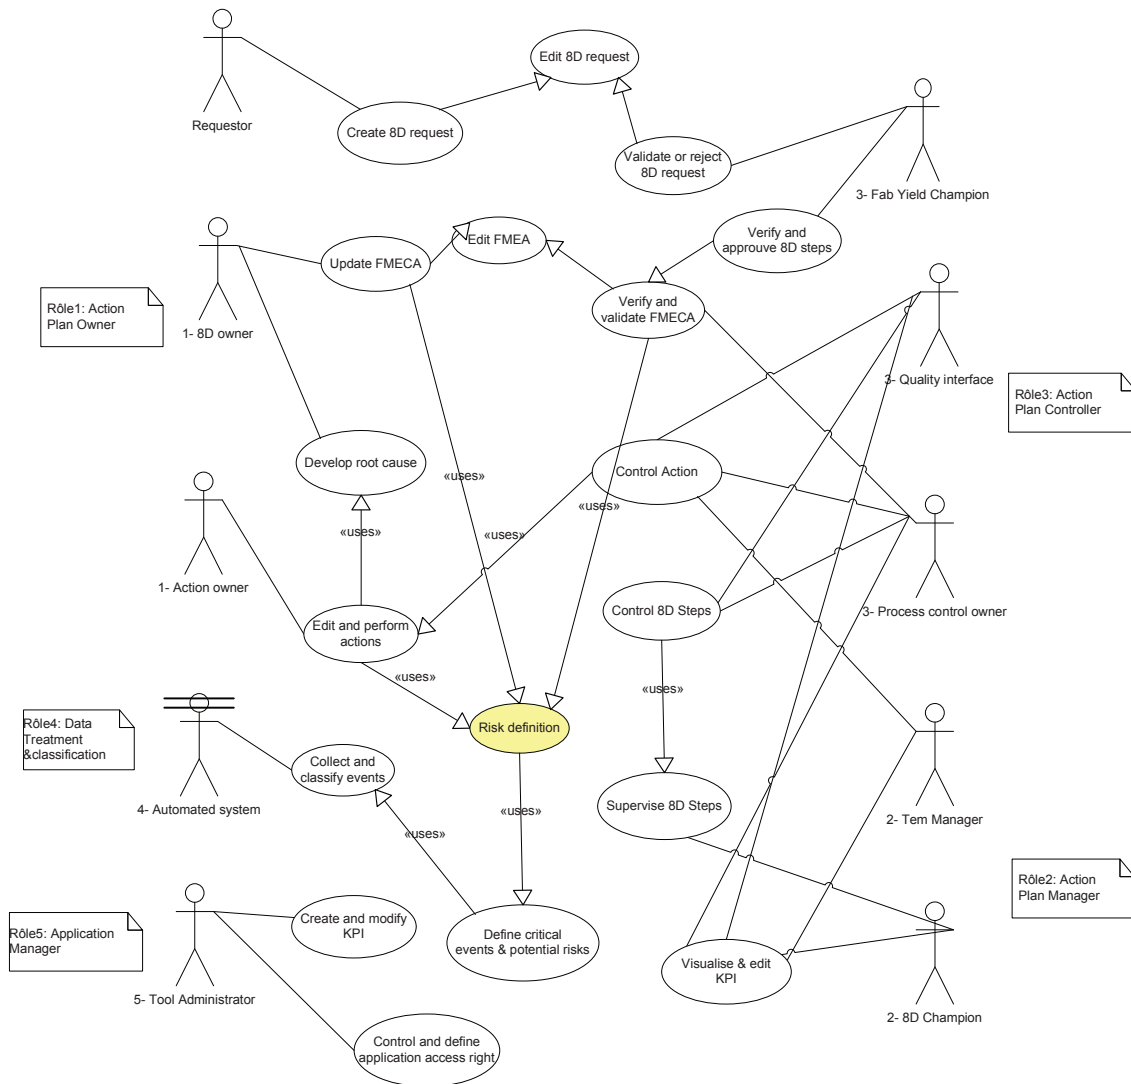 Edit 8D request
Requestor
Create 8D request
Validate or reject
8D request
3- Fab Yield Champion
Verify and
approuve 8D steps
Edit FMEA
Update FMECA
Rôle1: Action
Plan Owner
1- 8D owner
Verify and
validate FMECA
3- Quality interface
Rôle3: Action
Plan Controller
Develop root cause
«uses»
Control Action
«uses»
«uses»
«uses»
1- Action owner
3- Process control owner
Edit and perform
actions
Control 8D Steps
«uses»
«uses»
Rôle4: Data
Treatment
&classification
Risk definition
Collect and
classify events
4- Automated system
«uses»
«uses»
Supervise 8D Steps
2- Tem Manager
Rôle2: Action
Plan Manager
Rôle5: Application
Manager
Create and modify
KPI
Define critical
events & potential risks
Visualise & edit
KPI
5- Tool Administrator
2- 8D Champion
Control and define
application access right